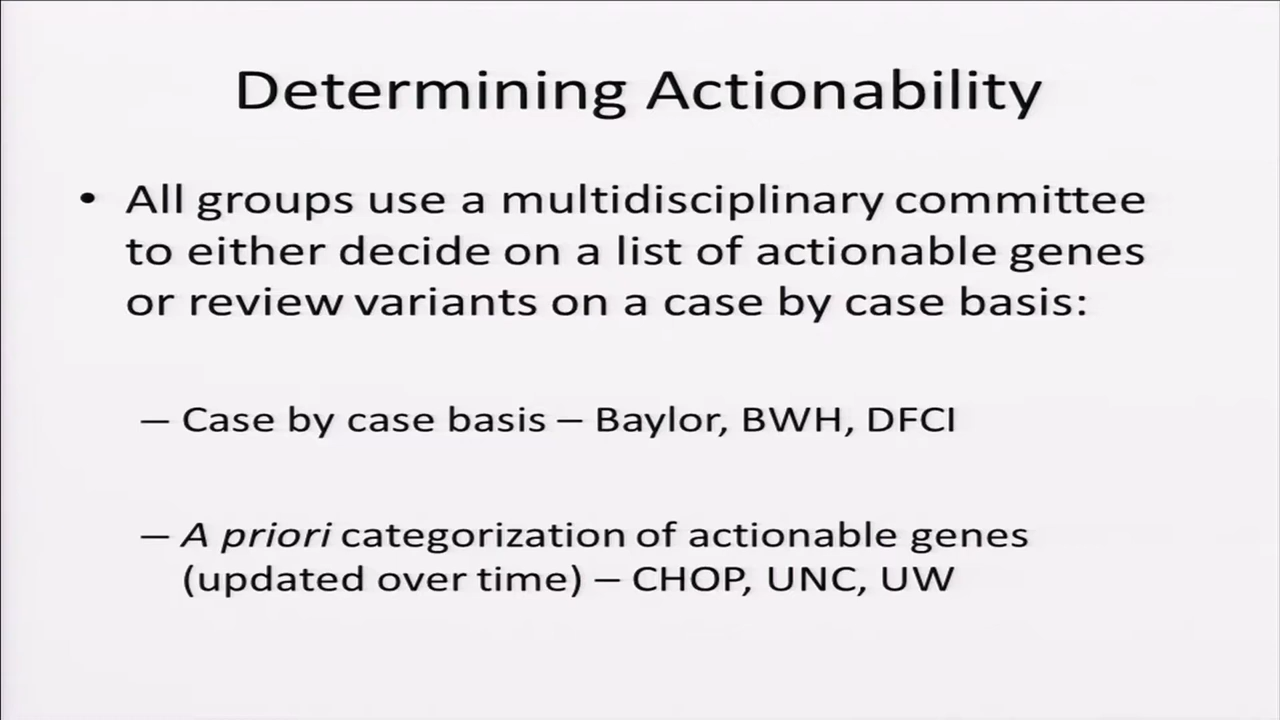 Determining Actionability
• All groups use a multidisciplinary committee
to either decide on a list of actionable genes
or review variants on a case by case basis:
– Case by case basis – Baylor, BWH, DFCI
– A priori categorization of actionable genes
(updated over time) – CHOP, UNC, UW